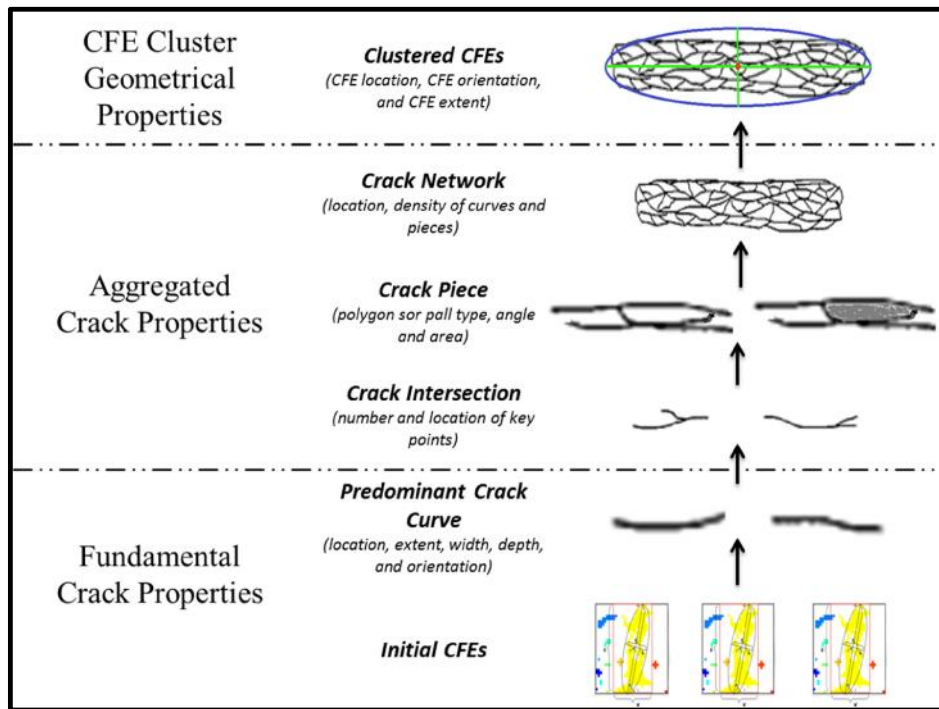 CFE Cluster
Geometrical
Properties
Clustered CFEs
(CFE location, CFE orientation,
and CFE extent)
Crack Network
(location, density of curves and
pieces)
Aggregated
Crack Properties
Crack Piece
(polygon sor pall type, angle
and area)
Crack Intersection
(number and location of key
points)
Predominant Crack
Curve
(location, extent, width, depth,
and orientation)
Fundamental
Crack Properties
Initial CFEs